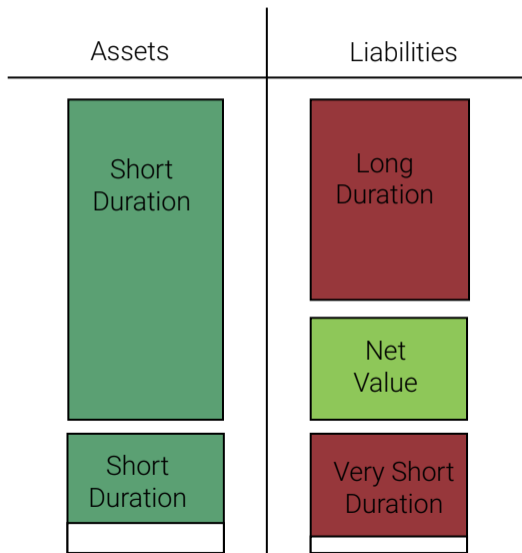 Assets
Liabilities
Short
Duration
Long
Duration
Net
Value
Short
Duration
Very Short
Duration